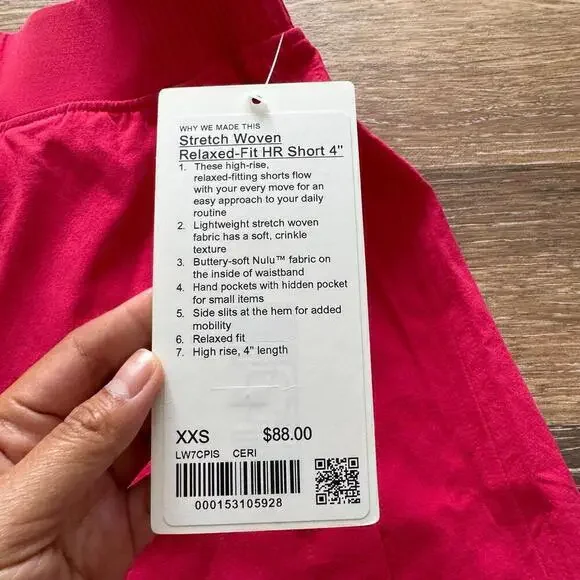 WHY WE MADE THIS
Stretch Woven
Relaxed-Fit HR Short 4"
1. These high-rise,
relaxed-fitting shorts flow
with your every move for an
easy approach to your daily
routine
2. Lightweight stretch woven
fabric has a soft, crinkle
texture
3. Buttery-soft Nulu™ fabric on
the inside of waistband
4. Hand pockets with hidden pocket
for small items
5. Side slits at the hem for added
mobility
6. Relaxed fit
7. High rise, 4" length
XXS $88.00
LW7CPIS CERI
000153105928